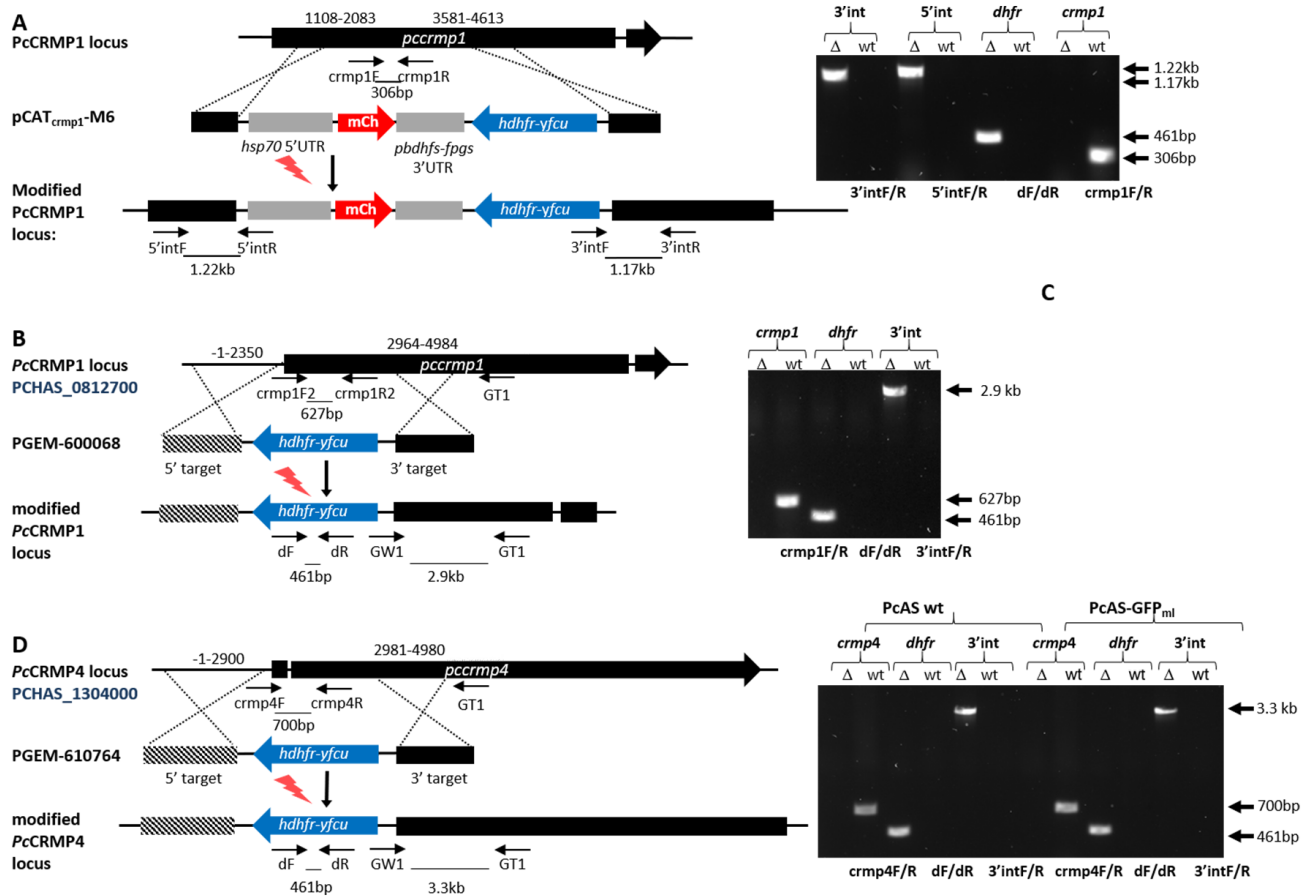 A
1108-2083 3581-4613
PcCRMP1 locus
pccrmp1
crmp1F crmp1R
306bp
pCATcrmp1-M6
mCh hdhfr-yfcu
hsp70 5'UTR pbdhfs-fpgs
3'UTR
Modified
PcCRMP1
locus:
mCh hdhfr-yfcu
5'intF 5'intR 3'intF 3'intR
1.22kb 1.17kb
3'int 5'int dhfr crmp1
Δ wt Δ wt Δ wt Δ wt
1.22kb
1.17kb
461bp
306bp
3'intF/R 5'intF/R dF/dR crmp1F/R
C
B
-1-2350 2964-4984
PcCRMP1 locus
PCHAS_0812700
pccrmp1
crmp1F2 crmp1R2 GT1
627bp
PGEM-600068
hdhfr-yfcu
5' target 3' target
modified
PcCRMP1
locus
hdhfr-yfcu
dF dR GW1 GT1
461bp 2.9kb
crmp1 dhfr 3'int
Δ wt Δ wt Δ wt
2.9 kb
627bp
461bp
crmp1F/R dF/dR 3'intF/R
D
-1-2900 2981-4980
PcCRMP4 locus
PCHAS_1304000
pccrmp4
crmp4F crmp4R GT1
700bp
PGEM-610764
hdhfr-yfcu
5' target 3' target
modified
PcCRMP4
locus
hdhfr-yfcu
dF dR GW1 GT1
461bp 3.3kb
PcAS wt PcAS-GFPml
crmp4 dhfr 3'int crmp4 dhfr 3'int
Δ wt Δ wt Δ wt Δ wt Δ wt Δ wt
3.3 kb
700bp
461bp
crmp4F/R dF/dR 3'intF/R crmp4F/R dF/dR 3'intF/R